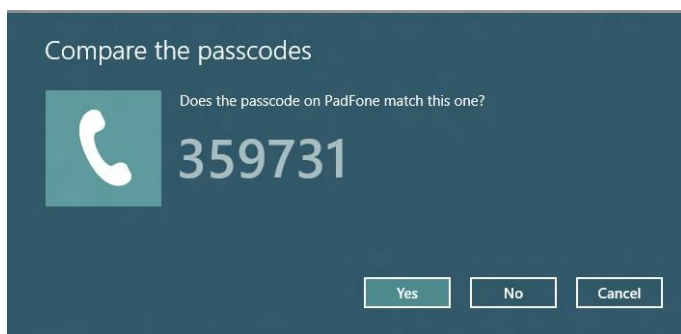 Compare the passcodes
Does the passcode on PadFone match this one?
359731
Yes No Cancel